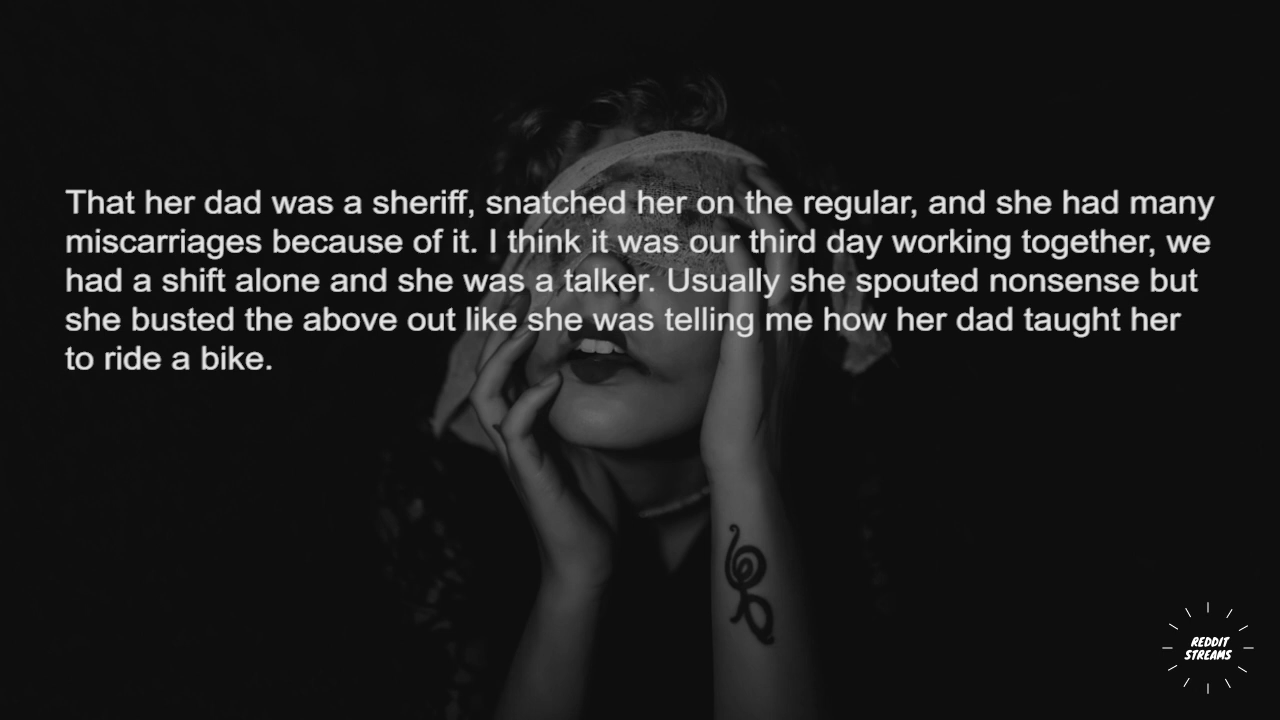 That her dad was a sheriff, snatched her on the regular, and she had many
miscarriages because of it. I think it was our third day working together, we
had a shift alone and she was a talker. Usually she spouted nonsense but
she busted the above out like she was telling me how her dad taught her
to ride a bike.
REDDIT
STREAMS